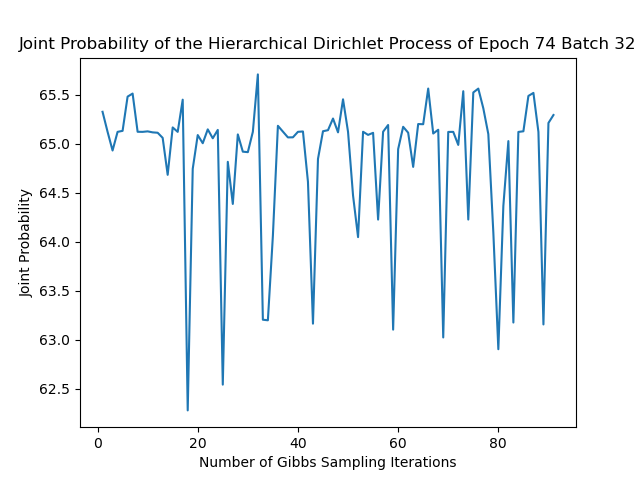 Joint Probability of the Hierarchical Dirichlet Process of Epoch 74 Batch 32
65.5
65.0
64.5
64.0
63.5
63.0
62.5
Joint Probability
0 20 40 60 80
Number of Gibbs Sampling Iterations